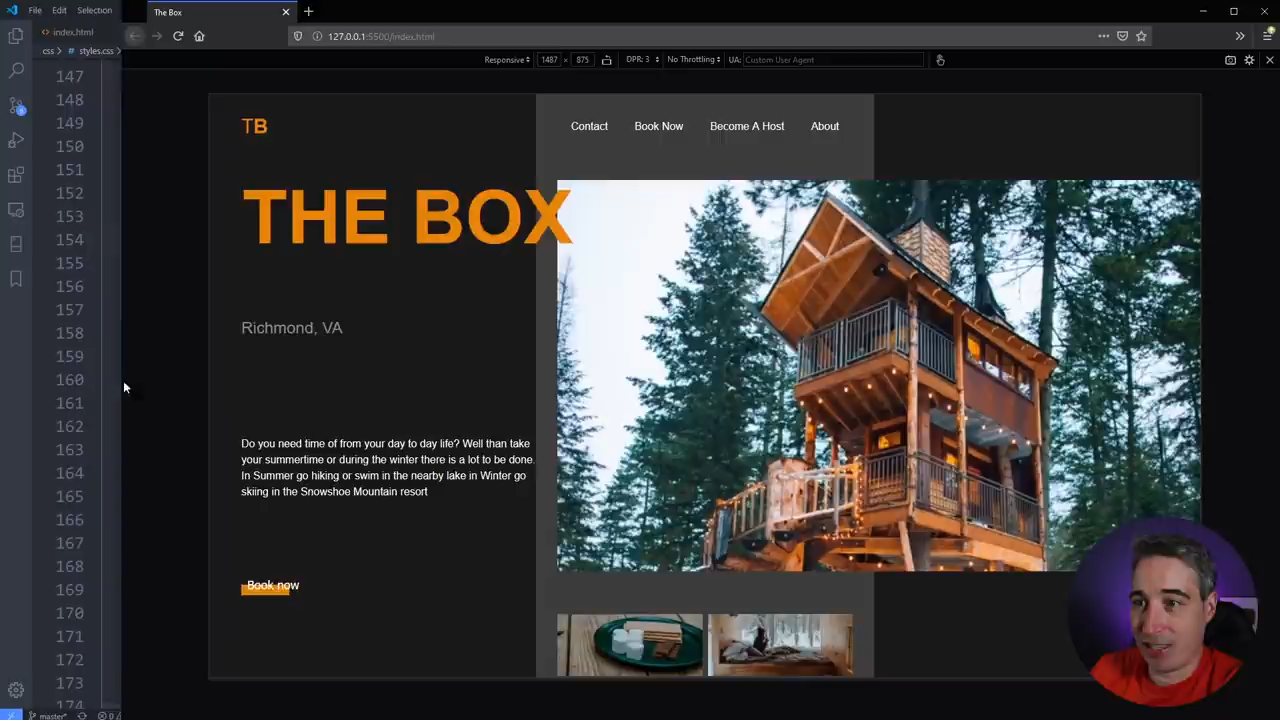 File Edit Selection
The Box
index.html
127.0.0.1:5500/index.html
css > # styles.css >
Responsive 1487 x 875 DPR: 3 No Throttling UA: Custom User Agent
147
148
149
150
151
152
153
154
155
156
157
158
159
160
161
162
163
164
165
166
167
168
169
170
171
172
173
174
TB
Contact Book Now Become A Host About
THE BOX
Richmond, VA
Do you need time of from your day to day life? Well than take
your summertime or during the winter there is a lot to be done.
In Summer go hiking or swim in the nearby lake in Winter go
skiing in the Snowshoe Mountain resort
Book now
master* 0